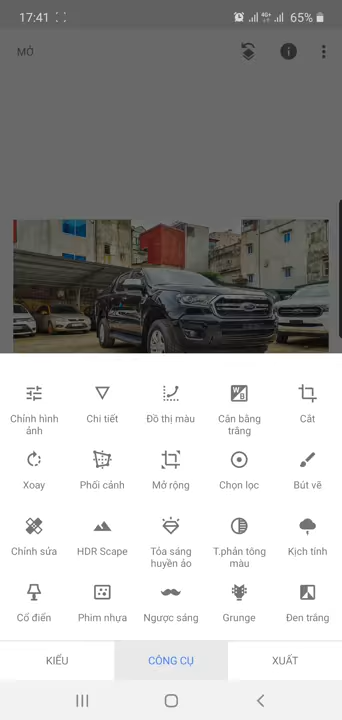 17:41
4G+
65%
MỞ
Chỉnh hình ảnh
Chi tiết
Đồ thị màu
Cân bằng trắng
Cắt
Xoay
Phối cảnh
Mở rộng
Chọn lọc
Bút vẽ
Chỉnh sửa
HDR Scape
Tỏa sáng huyền ảo
T.phản tông màu
Kịch tính
Cổ điển
Phim nhựa
Ngược sáng
Grunge
Đen trắng
KIỂU
CÔNG CỤ
XUẤT